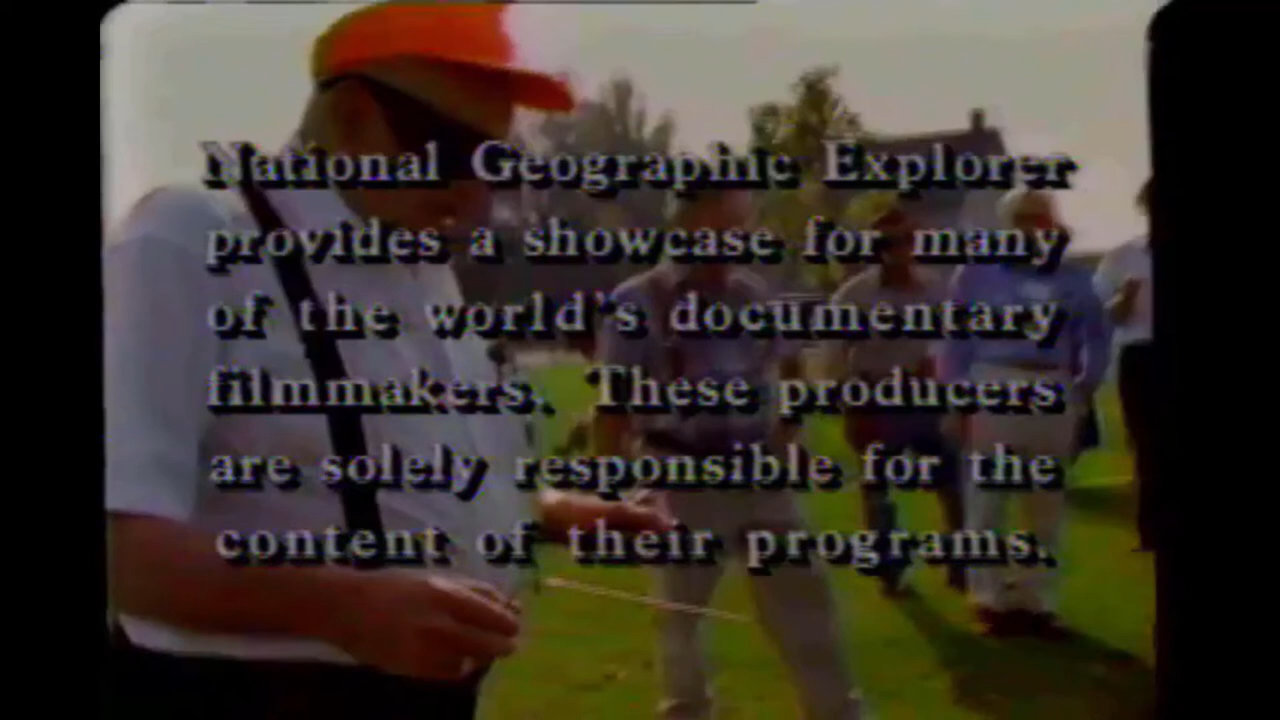 National Geographic Explorer
provides a showcase for many
of the world's documentary
filmmakers. These producers
are solely responsible for the
content of their programs.